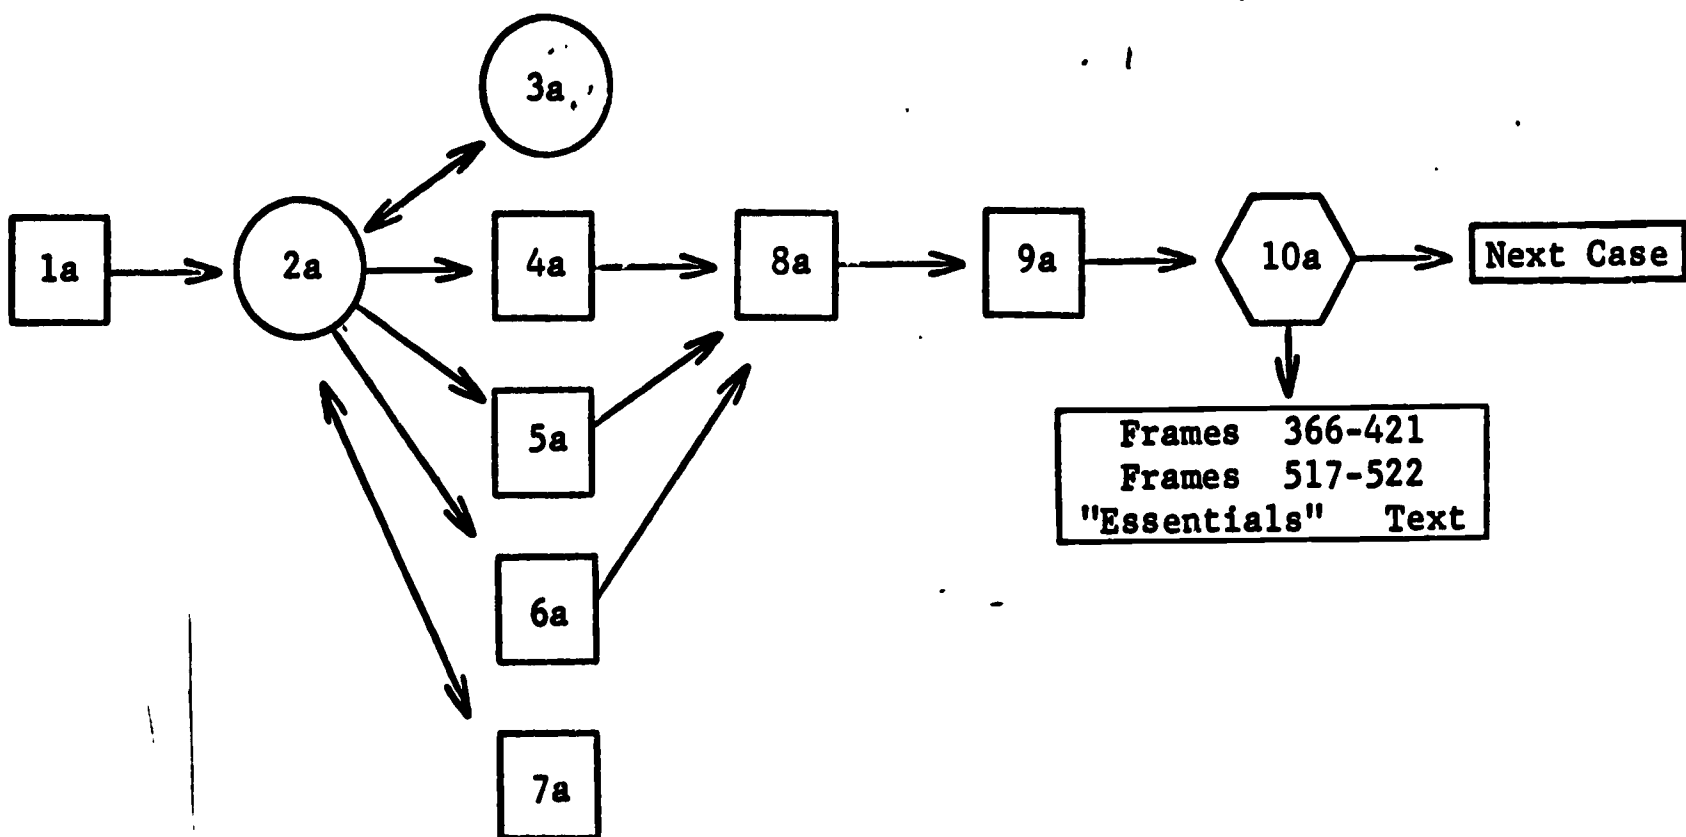 3a
1a
2a
4a
8a
9a
10a
Next Case
5a
Frames 366-421
Frames 517-522
"Essentials" Text
6a
7a